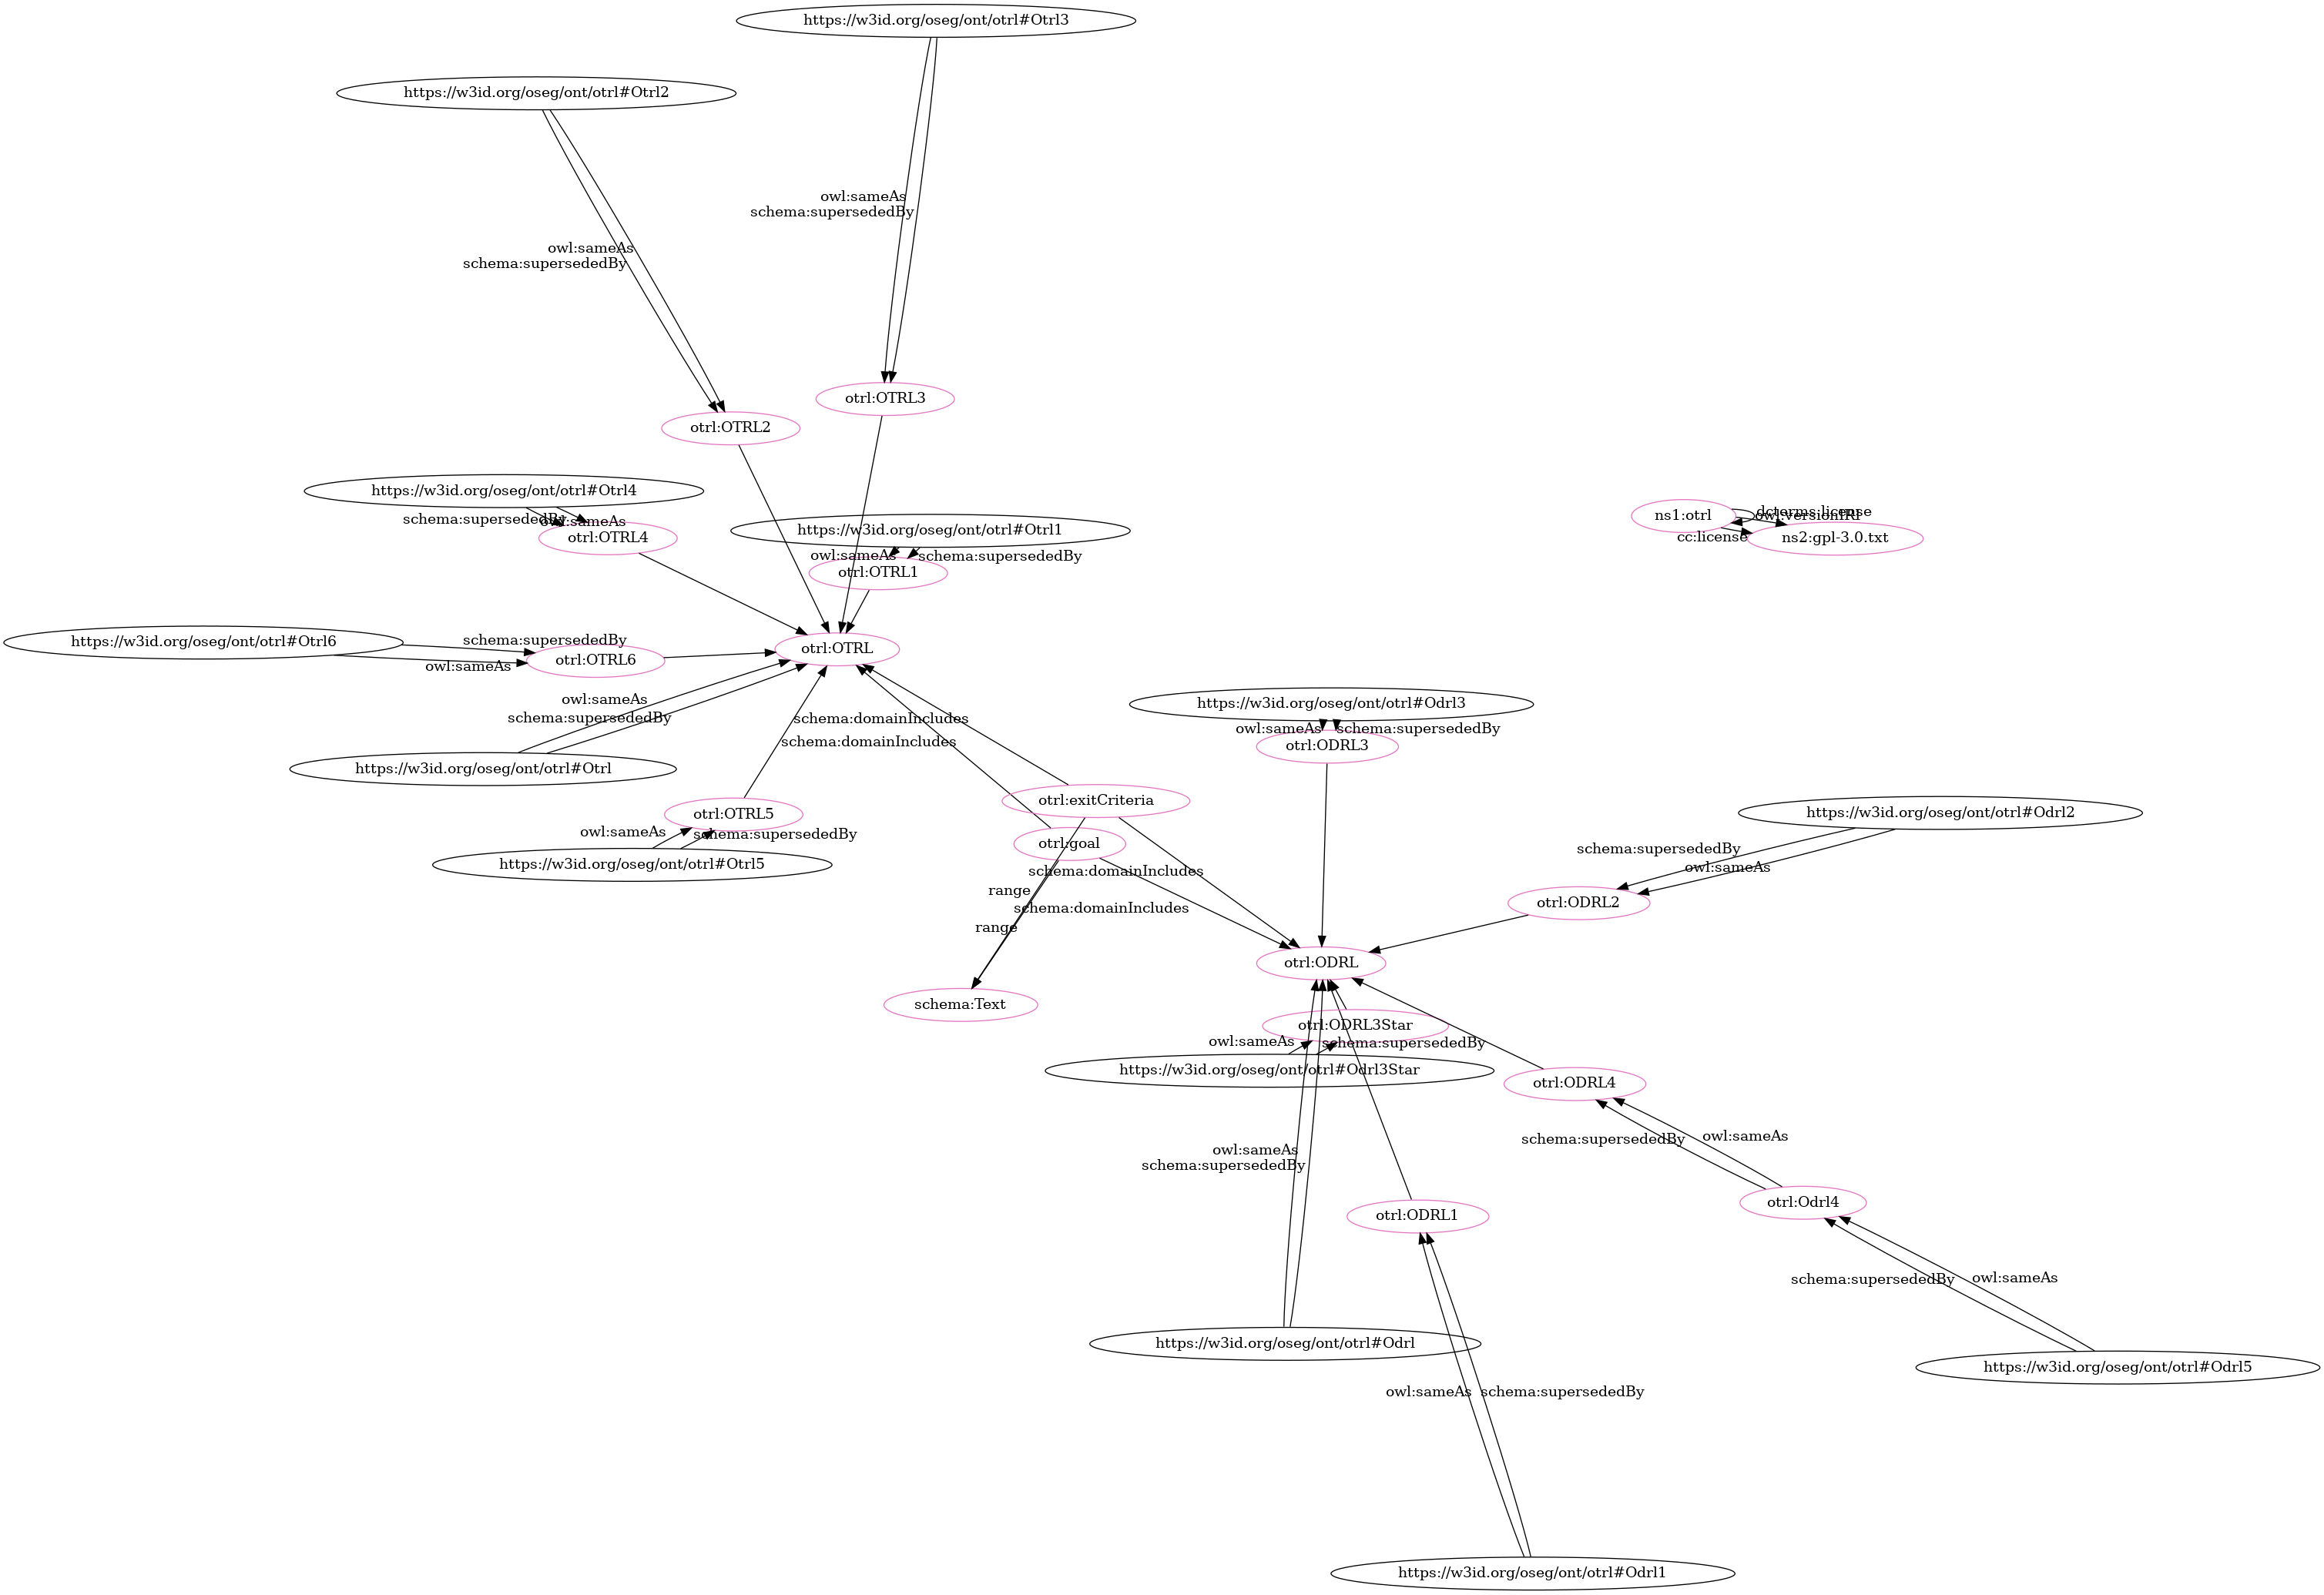 https://w3id.org/oseg/ont/otrl#Otrl3
https://w3id.org/oseg/ont/otrl#Otrl2
owl:sameAs
schema:supersededBy
owl:sameAs
schema:supersededBy
otrl:OTRL3
otrl:OTRL2
https://w3id.org/oseg/ont/otrl#Otrl4
schema:supersededBy
owl:sameAs
otrl:OTRL4
https://w3id.org/oseg/ont/otrl#Otrl1
owl:sameAs
schema:supersededBy
otrl:OTRL1
ns1:otrl
dcterms:license
owl:versionIRI
cc:license
ns2:gpl-3.0.txt
https://w3id.org/oseg/ont/otrl#Otrl6
schema:supersededBy
owl:sameAs
otrl:OTRL6
otrl:OTRL
owl:sameAs
schema:supersededBy
https://w3id.org/oseg/ont/otrl#Otrl
schema:domainIncludes
schema:domainIncludes
https://w3id.org/oseg/ont/otrl#Odrl3
owl:sameAs
schema:supersededBy
otrl:ODRL3
otrl:exitCriteria
otrl:OTRL5
owl:sameAs
schema:supersededBy
https://w3id.org/oseg/ont/otrl#Otrl5
otrl:goal
https://w3id.org/oseg/ont/otrl#Odrl2
schema:supersededBy
owl:sameAs
schema:domainIncludes
range
schema:domainIncludes
range
otrl:ODRL2
otrl:ODRL
schema:Text
otrl:ODRL3Star
owl:sameAs
schema:supersededBy
https://w3id.org/oseg/ont/otrl#Odrl3Star
otrl:ODRL4
schema:supersededBy
owl:sameAs
owl:sameAs
schema:supersededBy
otrl:Odrl4
otrl:ODRL1
schema:supersededBy
owl:sameAs
https://w3id.org/oseg/ont/otrl#Odrl
https://w3id.org/oseg/ont/otrl#Odrl5
owl:sameAs
schema:supersededBy
https://w3id.org/oseg/ont/otrl#Odrl1